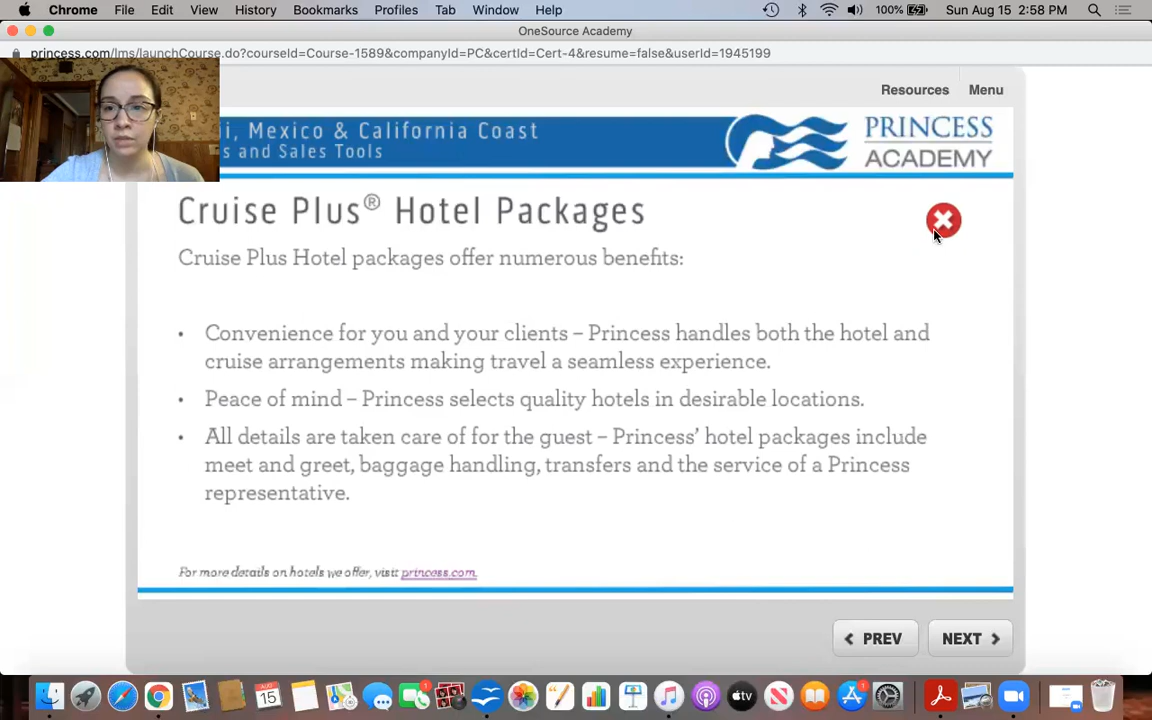 Chrome File Edit View History Bookmarks Profiles Tab Window Help 100% Sun Aug 15 2:58 PM
OneSource Academy
princess.com/lms/launchCourse.do?courseId=Course-1589&companyId=PC&certId=Cert-4&resume=false&userId=1945199
Resources Menu
i, Mexico & California Coast
s and Sales Tools
PRINCESS
ACADEMY
Cruise Plus® Hotel Packages
Cruise Plus Hotel packages offer numerous benefits:
• Convenience for you and your clients – Princess handles both the hotel and
cruise arrangements making travel a seamless experience.
• Peace of mind – Princess selects quality hotels in desirable locations.
• All details are taken care of for the guest – Princess' hotel packages include
meet and greet, baggage handling, transfers and the service of a Princess
representative.
For more details on hotels we offer, visit princess.com.
PREV NEXT
AUG
15
1
tv